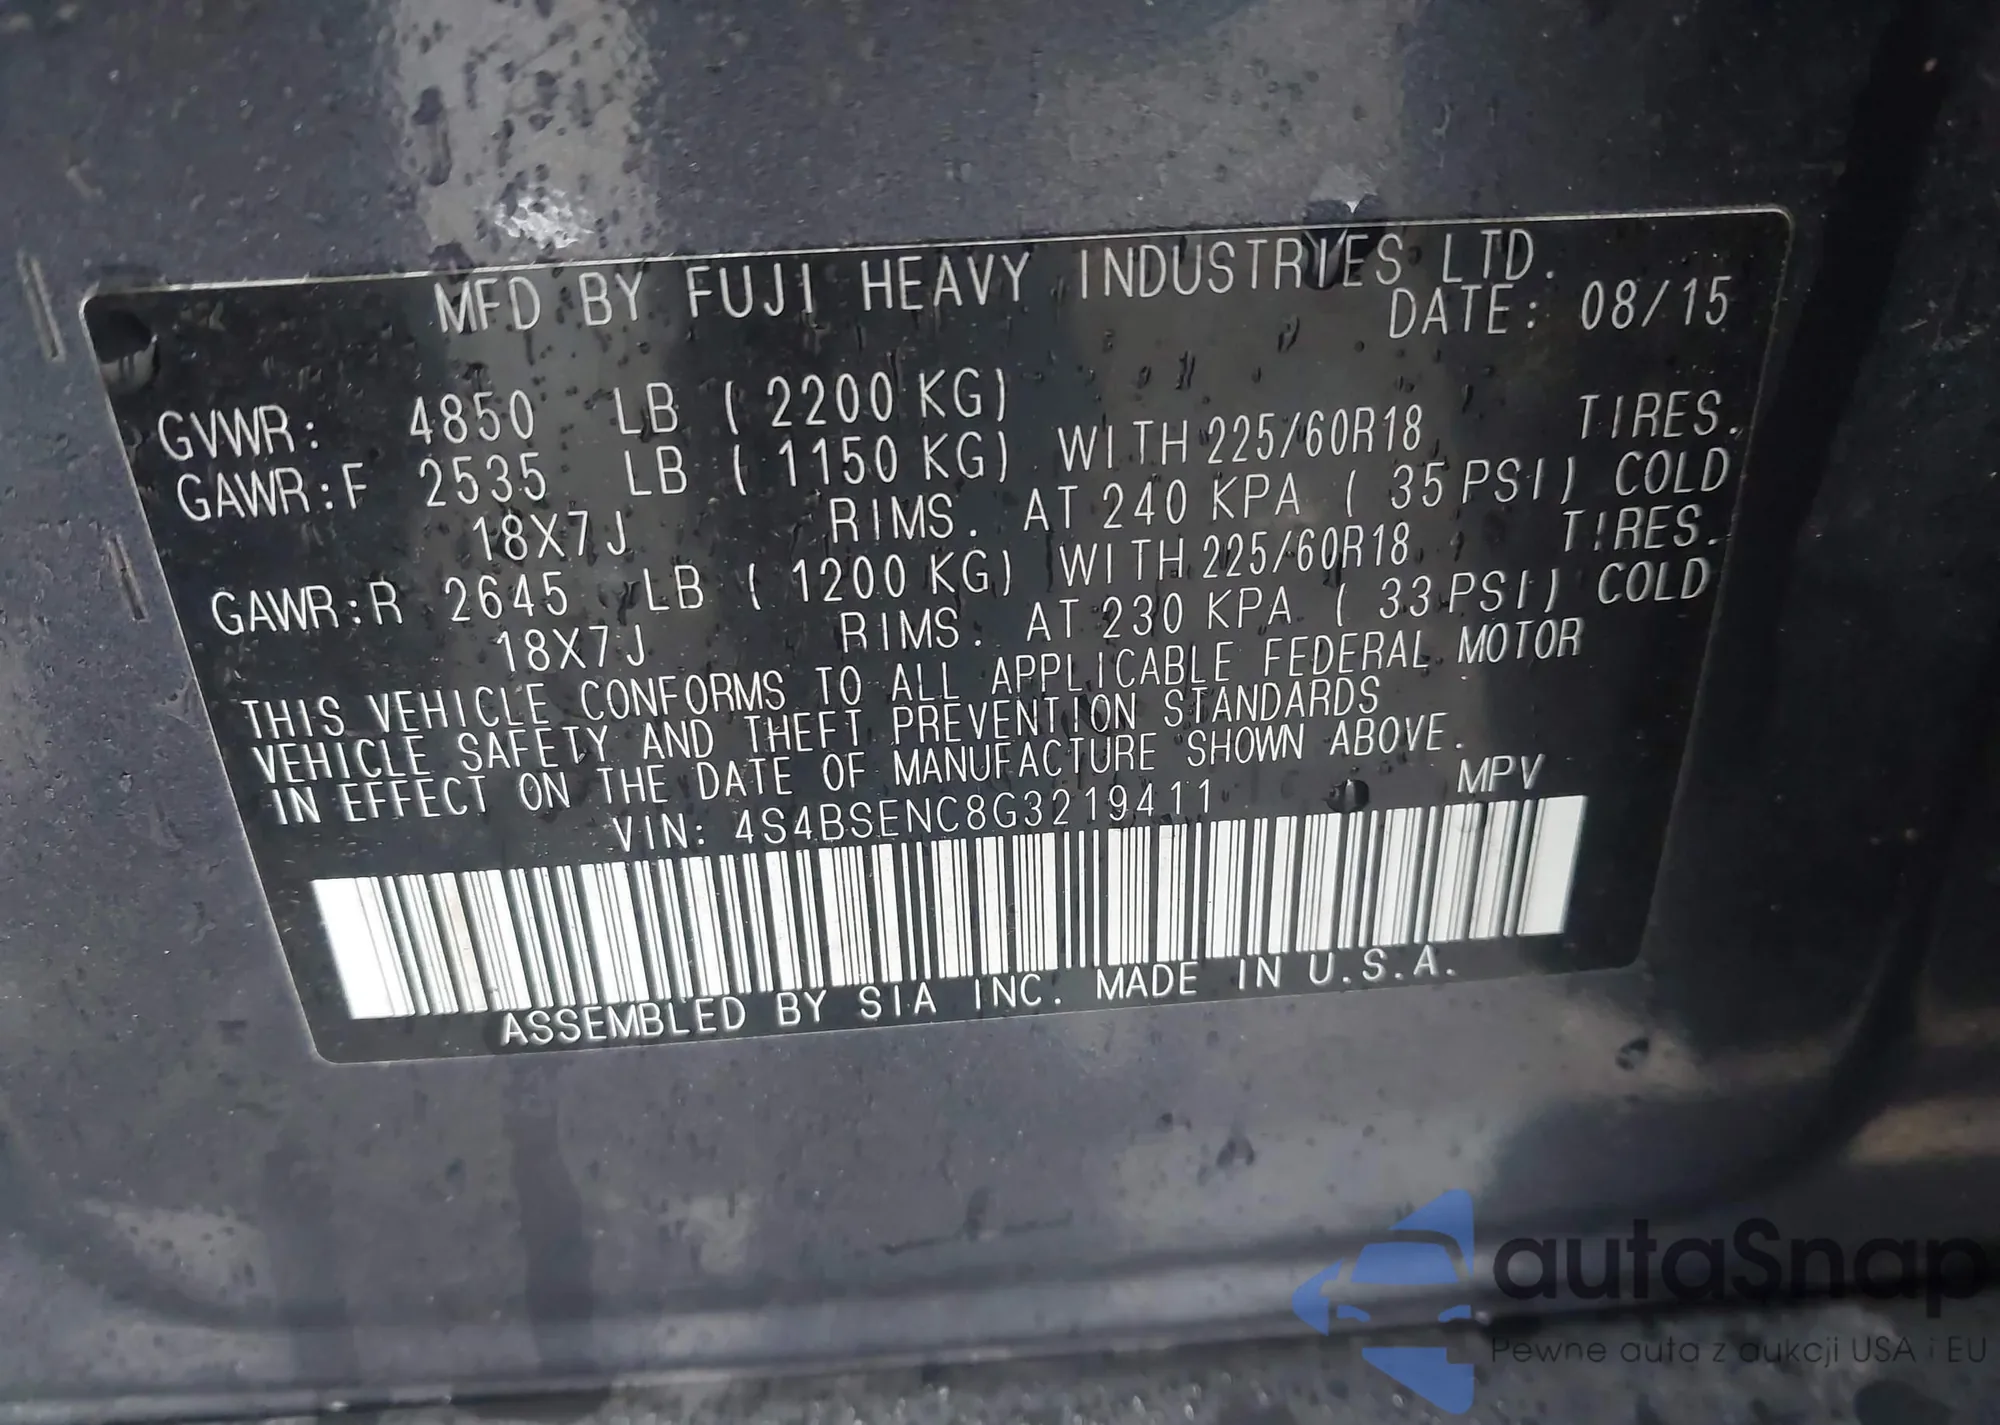 MFD BY FUJI HEAVY INDUSTRIES LTD.
DATE: 08/15
GVWR: 4850 LB ( 2200 KG)
GAWR:F 2535 LB ( 1150 KG) WITH 225/60R18 TIRES.
18X7J RIMS. AT 240 KPA ( 35 PSI) COLD
GAWR:R 2645 LB ( 1200 KG) WITH 225/60R18 TIRES.
18X7J RIMS. AT 230 KPA ( 33 PSI) COLD
THIS VEHICLE CONFORMS TO ALL APPLICABLE FEDERAL MOTOR
VEHICLE SAFETY AND THEFT PREVENTION STANDARDS
IN EFFECT ON THE DATE OF MANUFACTURE SHOWN ABOVE.
VIN: 4S4BSENC8G3219411 MPV
ASSEMBLED BY SIA INC. MADE IN U.S.A.
autaSnap
Pewne auta z aukcji USA i EU